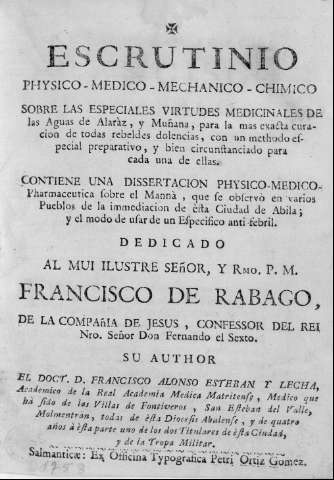 ✠
ESCRUTINIO
PHYSICO-MEDICO-MECHANICO-CHIMICO
SOBRE LAS ESPECIALES VIRTUDES MEDICINALES DE
las Aguas de Alaràz, y Muñana, para la mas exacta cura-
cion de todas rebeldes dolencias, con un methodo es-
pecial preparativo, y bien circunstanciado para
cada una de ellas.
CONTIENE UNA DISSERTACION PHYSICO-MEDICO-
Pharmaceutica sobre el Mannà, que se observò en varios
Pueblos de la immediacion de èsta Ciudad de Abila;
y el modo de usar de un Especifico anti-febril.
DEDICADO
AL MUI ILUSTRE SEñOR, Y Rmo. P. M.
FRANCISCO DE RABAGO,
DE LA COMPAñIA DE JESUS, CONFESSOR DEL REI
Nro. Señor Don Fernando el Sexto.
SU AUTHOR
EL DOCT. D. FRANCISCO ALONSO ESTEBAN Y LECHA,
Academico de la Real Academia Medica Matritense, Medico que
hà sido de las Villas de Fontiveros, San Esteban del Valle,
Molmentràn, todas de èsta Diocesis Abulense, y de quatro
años à èsta parte uno de los dos Titulares de èsta Ciudad,
y de la Tropa Militar.
Salmanticæ: Ex Officina Typografica Petri Ortiz Gomez.